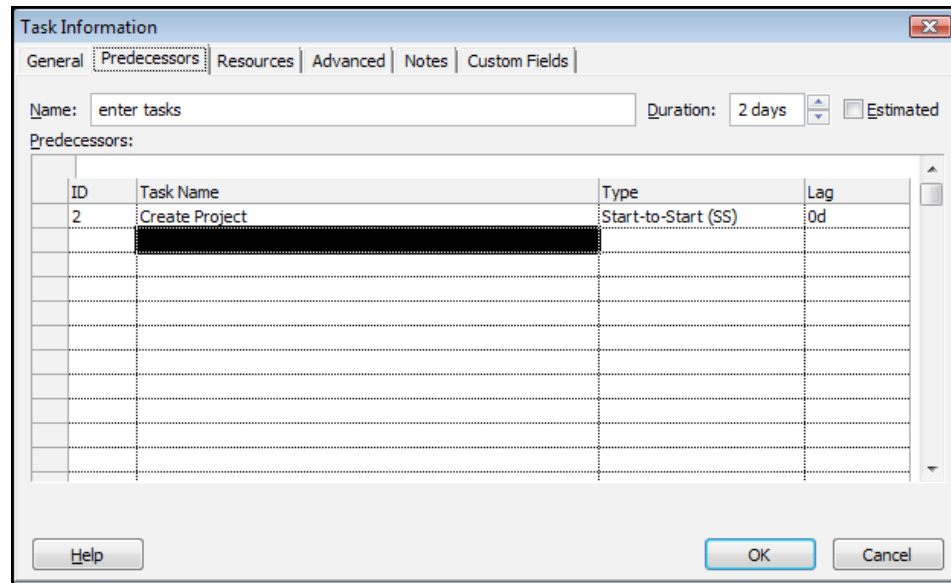 Task Information
General Predecessors Resources Advanced Notes Custom Fields
Name: enter tasks Duration: 2 days Estimated
Predecessors:
ID Task Name Type Lag
2 Create Project Start-to-Start (SS) 0d
Help OK Cancel